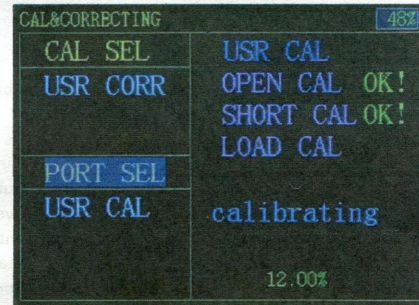 CAL&CORRECTING
48%
CAL SEL
USR CORR
PORT SEL
USR CAL
USR CAL
OPEN CAL OK!
SHORT CAL OK!
LOAD CAL
calibrating
12.00%